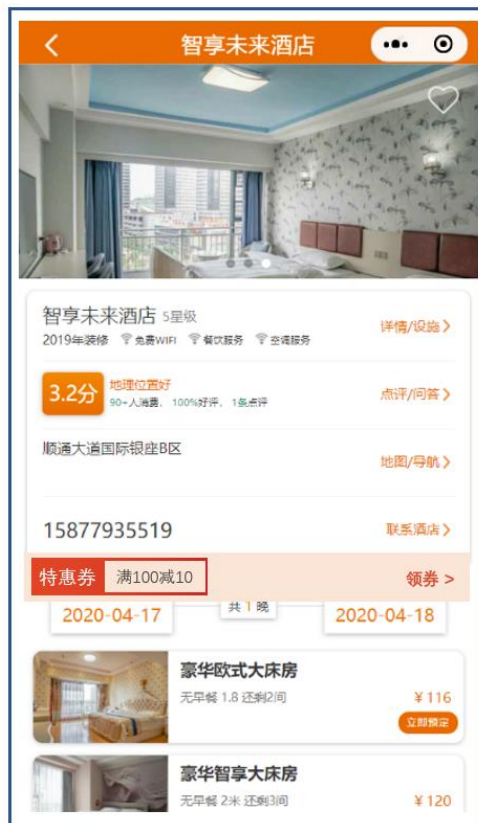 智享未来酒店
智享未来酒店 5星级
详情/设施
2019年装修 免费WIFI 餐饮服务 空调服务
3.2分
地理位置好
90+人消费，100%好评，1条点评
点评/问答
顺通大道国际银座B区
地图/导航
15877935519
联系酒店
特惠券 满100减10 领券 >
2020-04-17 共1晚 2020-04-18
豪华欧式大床房
无早餐 1.8 还剩2间
¥116
立即预定
豪华智享大床房
无早餐 2米 还剩3间
¥120